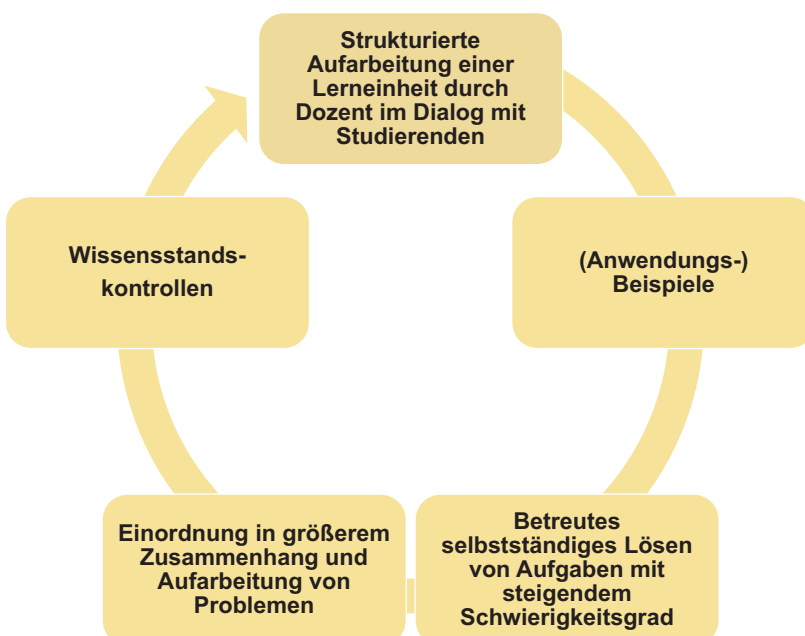 Strukturierte
Aufarbeitung einer
Lerneinheit durch
Dozent im Dialog mit
Studierenden
(Anwendungs-)
Beispiele
Betreutes
selbstständiges Lösen
von Aufgaben mit
steigendem
Schwierigkeitsgrad
Einordnung in größerem
Zusammenhang und
Aufarbeitung von
Problemen
Wissensstands-
kontrollen